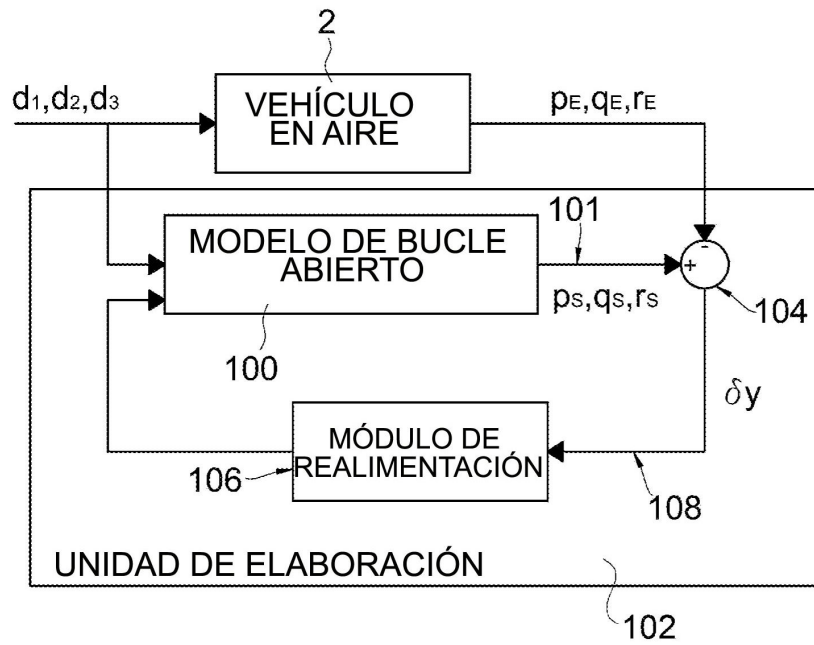 2
d₁,d₂,d₃
VEHÍCULO
EN AIRE
pE,qE,rE
101
MODELO DE BUCLE
ABIERTO
-
+
pS,qS,rS
104
100
δy
MÓDULO DE
REALIMENTACIÓN
106
108
UNIDAD DE ELABORACIÓN
102